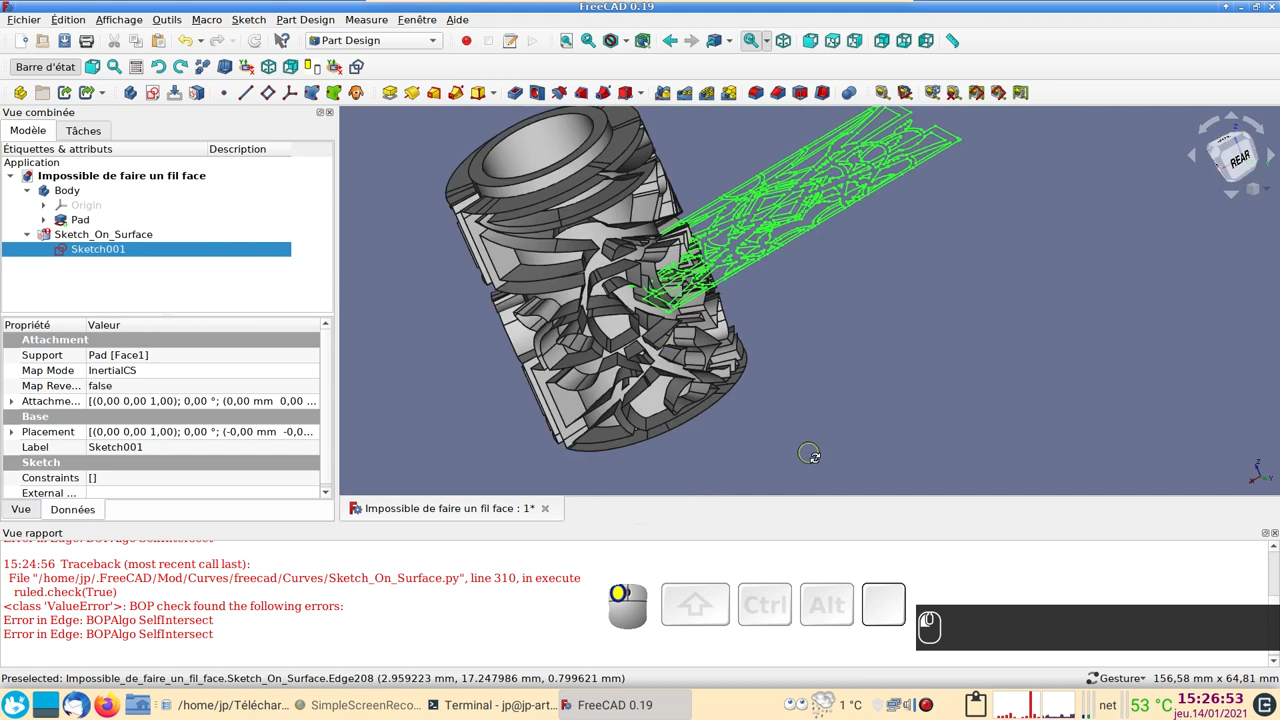 FreeCAD 0.19
Fichier Édition Affichage Outils Macro Sketch Part Design Measure Fenêtre Aide
Part Design
Barre d'état
Vue combinée
Modèle Tâches
Étiquettes & attributs Description
Application
Impossible de faire un fil face
Body
Origin
Pad
Sketch_On_Surface
Sketch001
Propriété Valeur
Attachment
Support Pad [Face1]
Map Mode InertialCS
Map Reve... false
Attachme... [(0,00 0,00 1,00); 0,00 °; (0,00 mm 0,00 ...
Base
Placement [(0,00 0,00 1,00); 0,00 °; (-0,00 mm -0,0...
Label Sketch001
Sketch
Constraints []
External ...
Vue Données
REAR
Z
Y
X
Impossible de faire un fil face : 1*
Vue rapport
Error in Edge: BOPAlgo SelfIntersect
15:24:56 Traceback (most recent call last):
File "/home/jp/.FreeCAD/Mod/Curves/freecad/Curves/Sketch_On_Surface.py", line 310, in execute
ruled.check(True)
<class 'ValueError'>: BOP check found the following errors:
Error in Edge: BOPAlgo SelfIntersect
Error in Edge: BOPAlgo SelfIntersect
Ctrl Alt
Preselected: Impossible_de_faire_un_fil_face.Sketch_On_Surface.Edge208 (2.959223 mm, 17.247986 mm, 0.799621 mm)
Gesture 156,58 mm x 64,81 mm
/home/jp/Téléchar... SimpleScreenReco... Terminal - jp@jp-art... FreeCAD 0.19
1 °C
net
53 °C
15:26:53
jeu.14/01/2021